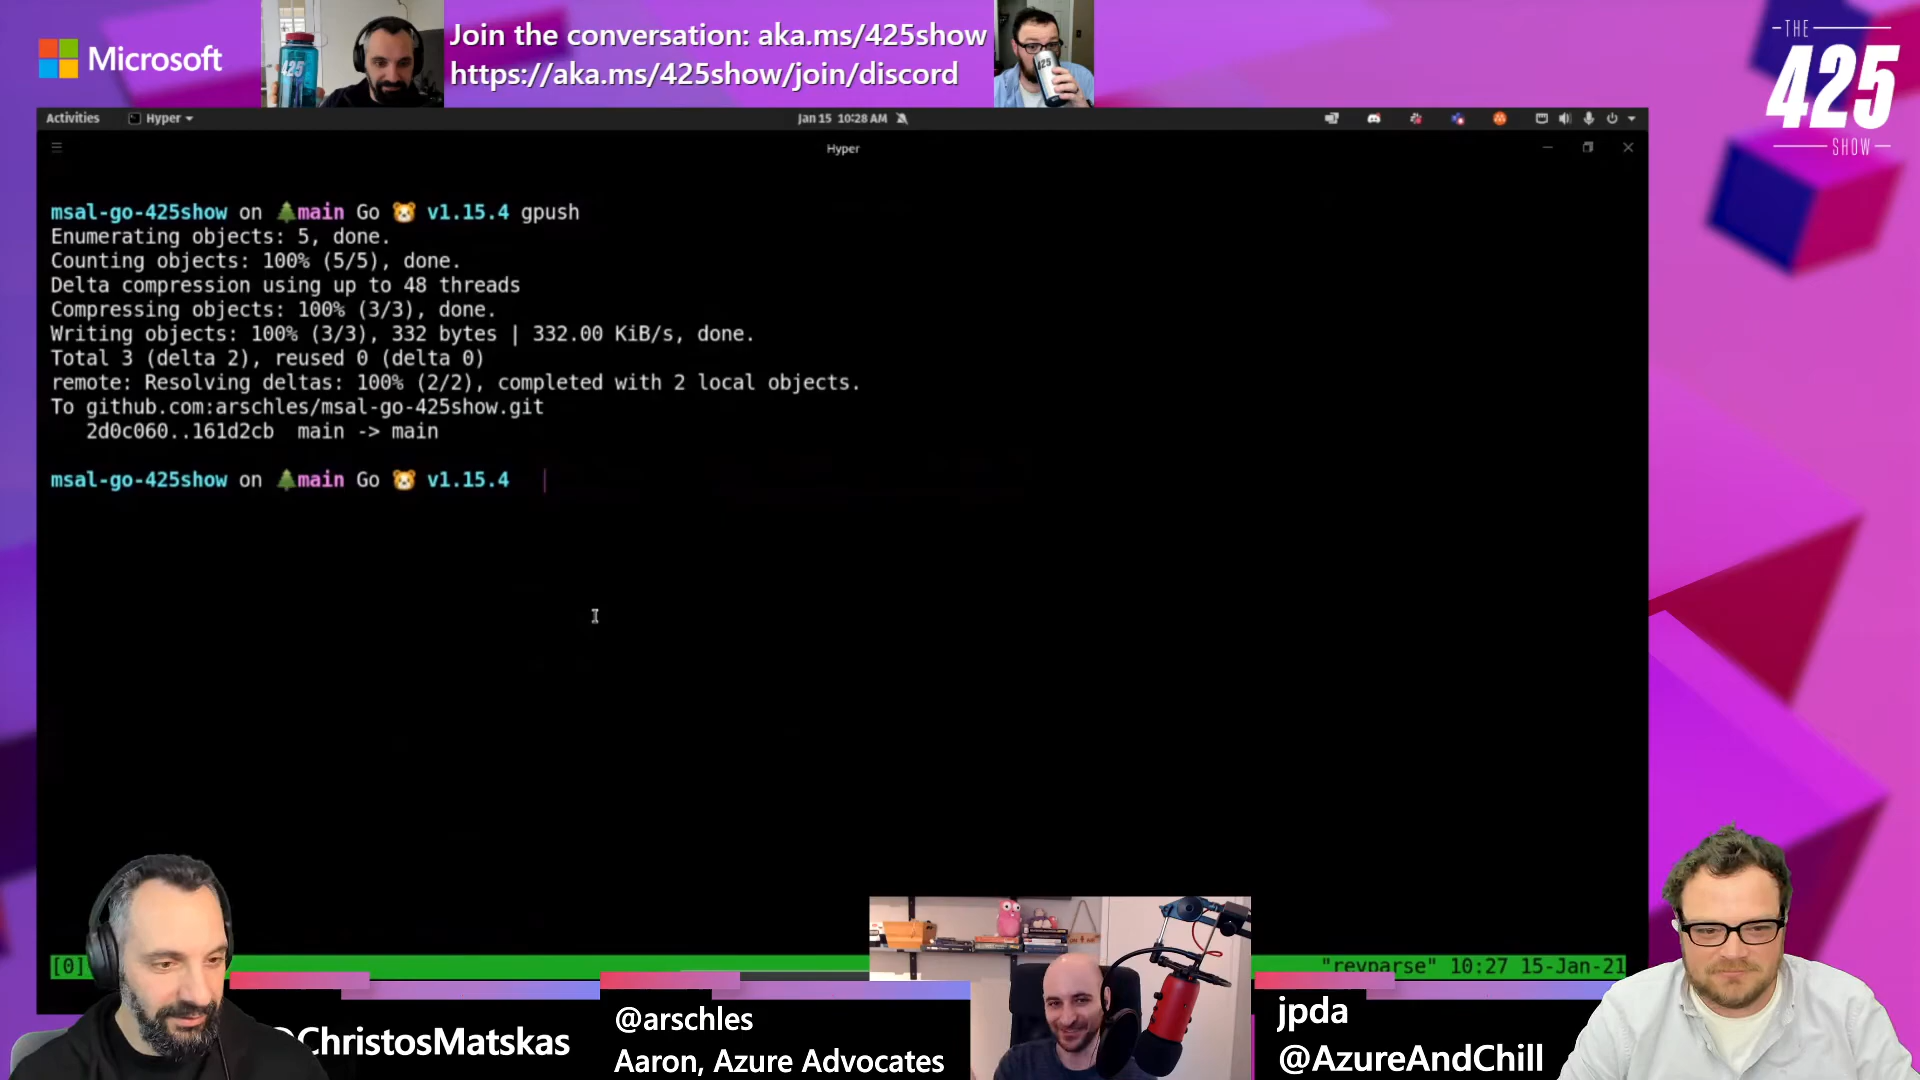 Microsoft
425
Join the conversation: aka.ms/425show
https://aka.ms/425show/join/discord
425
THE
425
SHOW
Activities
Hyper
Jan 15 10:28 AM
Hyper
msal-go-425show on 🌲main Go 🐹 v1.15.4 gpush
Enumerating objects: 5, done.
Counting objects: 100% (5/5), done.
Delta compression using up to 48 threads
Compressing objects: 100% (3/3), done.
Writing objects: 100% (3/3), 332 bytes | 332.00 KiB/s, done.
Total 3 (delta 2), reused 0 (delta 0)
remote: Resolving deltas: 100% (2/2), completed with 2 local objects.
To github.com:arschles/msal-go-425show.git
2d0c060..161d2cb main -> main
msal-go-425show on 🌲main Go 🐹 v1.15.4
[0]
"revparse" 10:27 15-Jan-21
@ChristosMatskas
@arschles
Aaron, Azure Advocates
jpda
@AzureAndChill